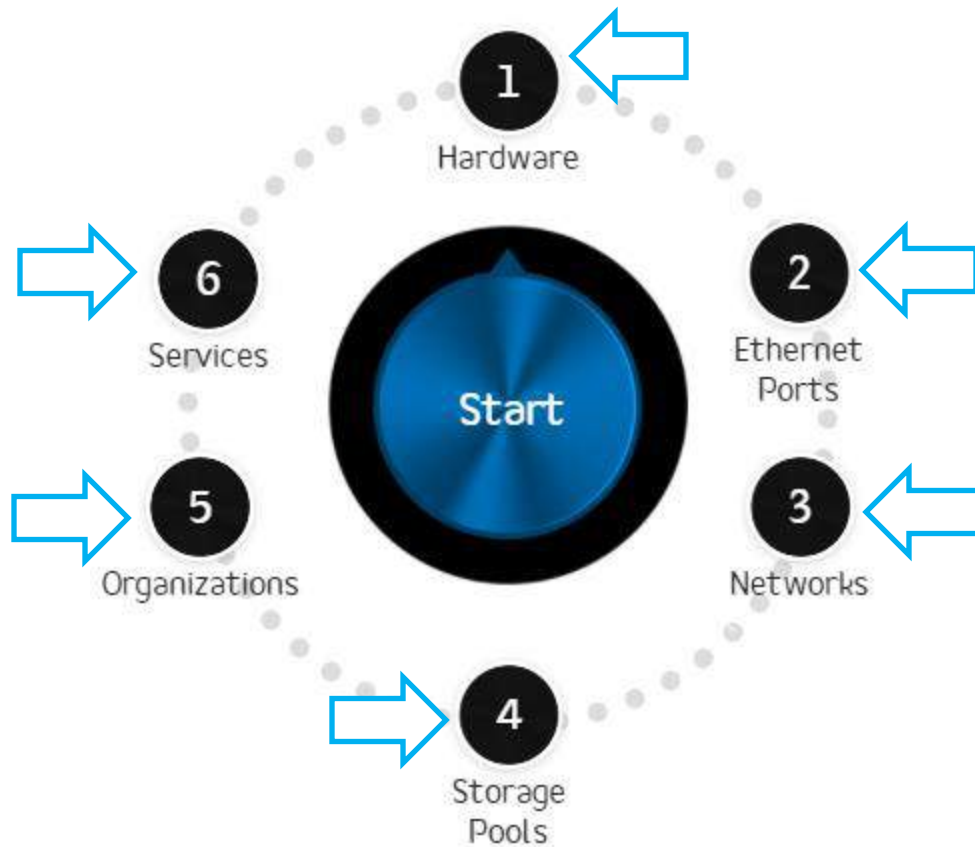 1
Hardware
2
Ethernet
Ports
3
Networks
4
Storage
Pools
5
Organizations
6
Services
Start